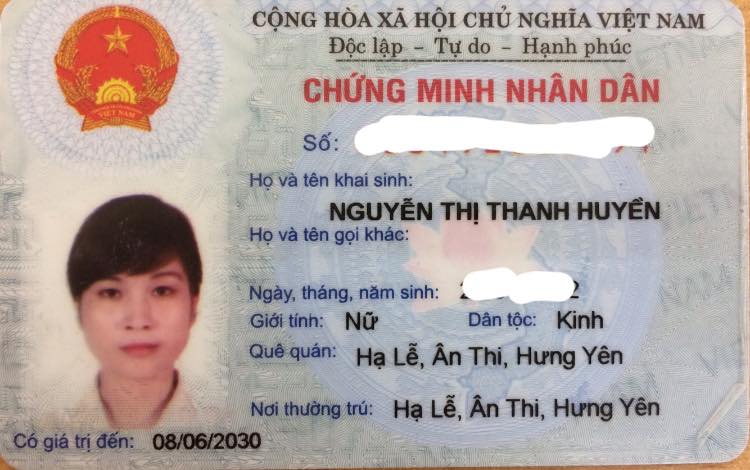 CỘNG HÒA XÃ HỘI CHỦ NGHĨA VIỆT NAM
Độc lập - Tự do - Hạnh phúc
CHỨNG MINH NHÂN DÂN
Số:
Họ và tên khai sinh:
NGUYỄN THỊ THANH HUYỀN
Họ và tên gọi khác:
Ngày, tháng, năm sinh: 2 2
Giới tính: Nữ Dân tộc: Kinh
Quê quán: Hạ Lễ, Ân Thi, Hưng Yên
Nơi thường trú: Hạ Lễ, Ân Thi, Hưng Yên
Có giá trị đến: 08/06/2030
VIỆT NAM